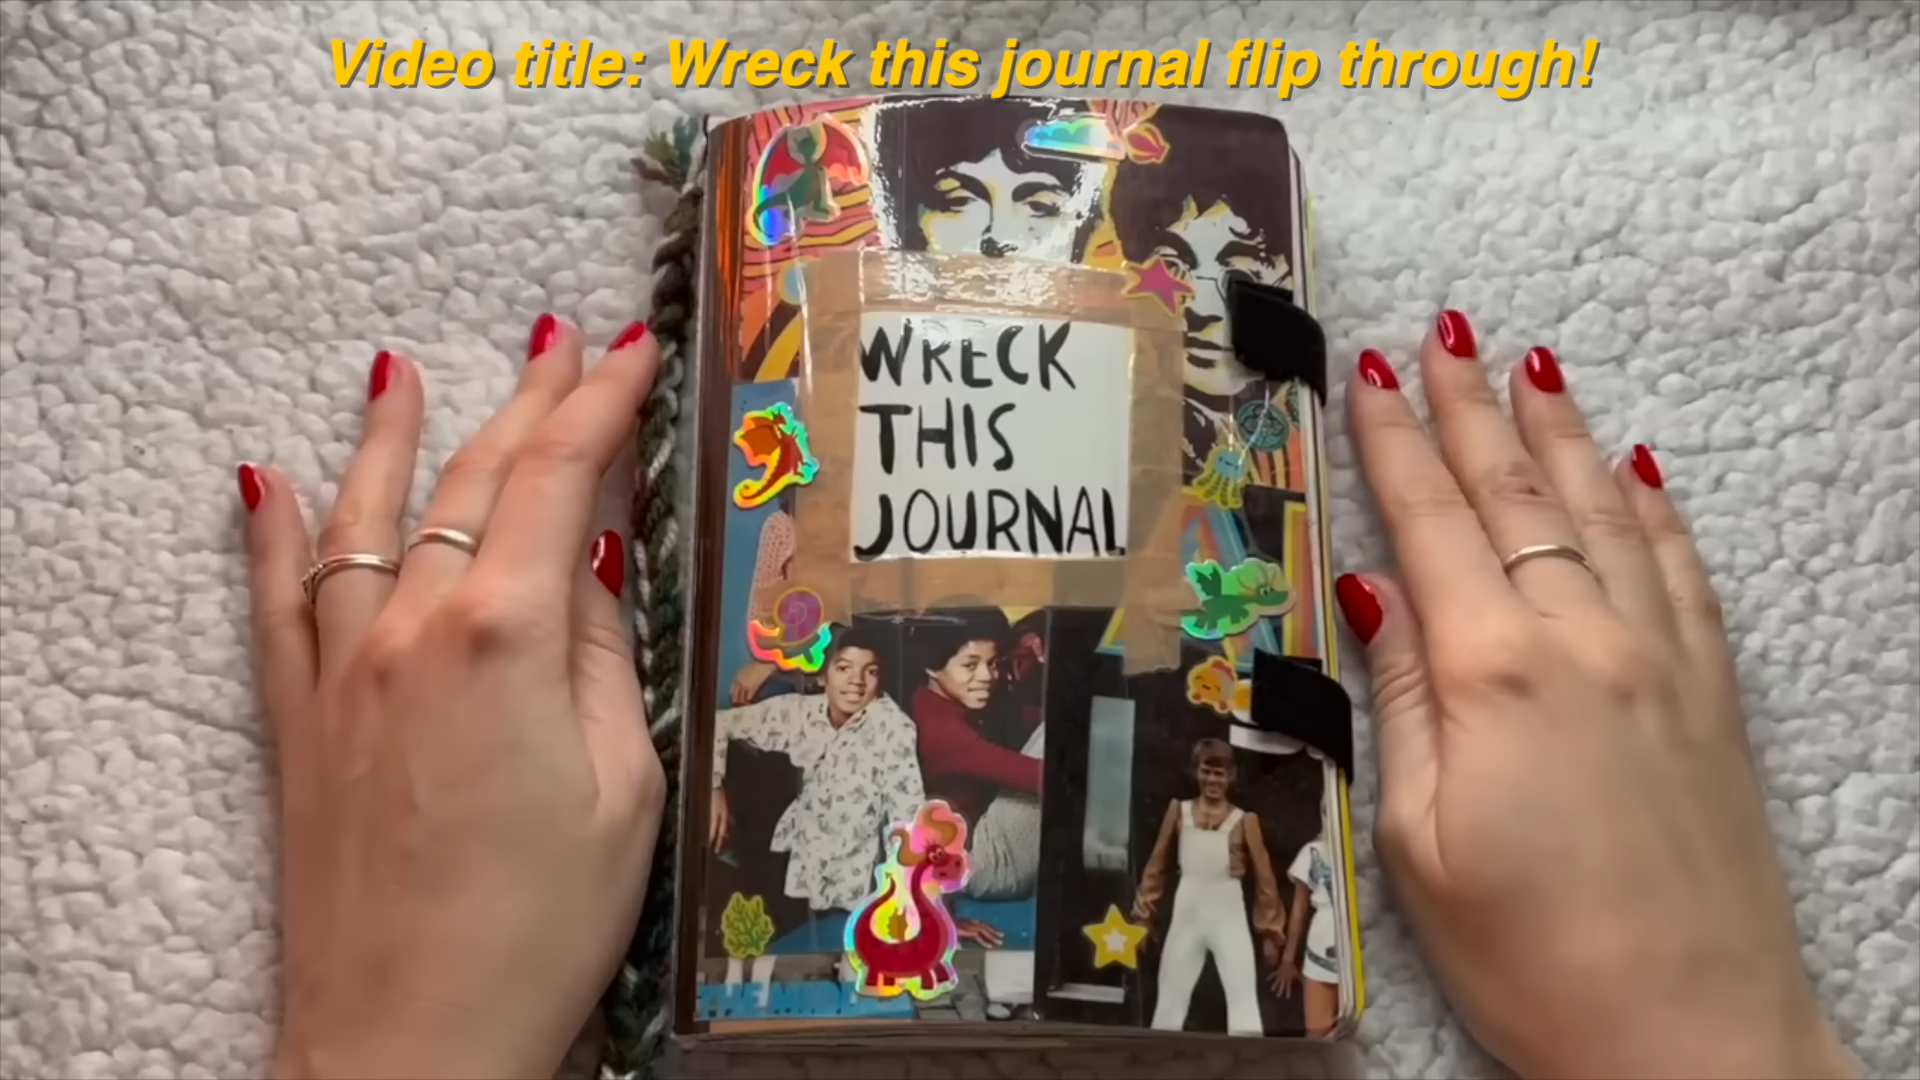 Video title: Wreck this journal flip through!
WRECK
THIS
JOURNAL